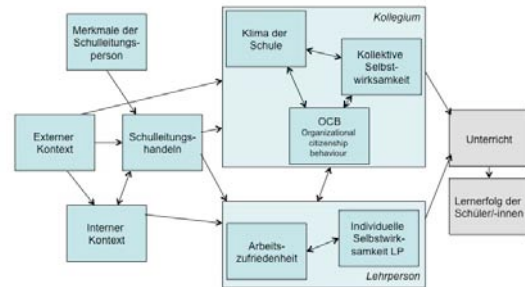 Kollegium
Merkmale der
Schulleitungs-
person
Klima der
Schule
Kollektive
Selbst-
wirksamkeit
OCB
Organizational
citizenship
behaviour
Externer
Kontext
Schulleitungs-
handeln
Unterricht
Interner
Kontext
Lernerfolg der
Schüler/-innen
Arbeits-
zufriedenheit
Individuelle
Selbstwirk-
samkeit LP
Lehrperson